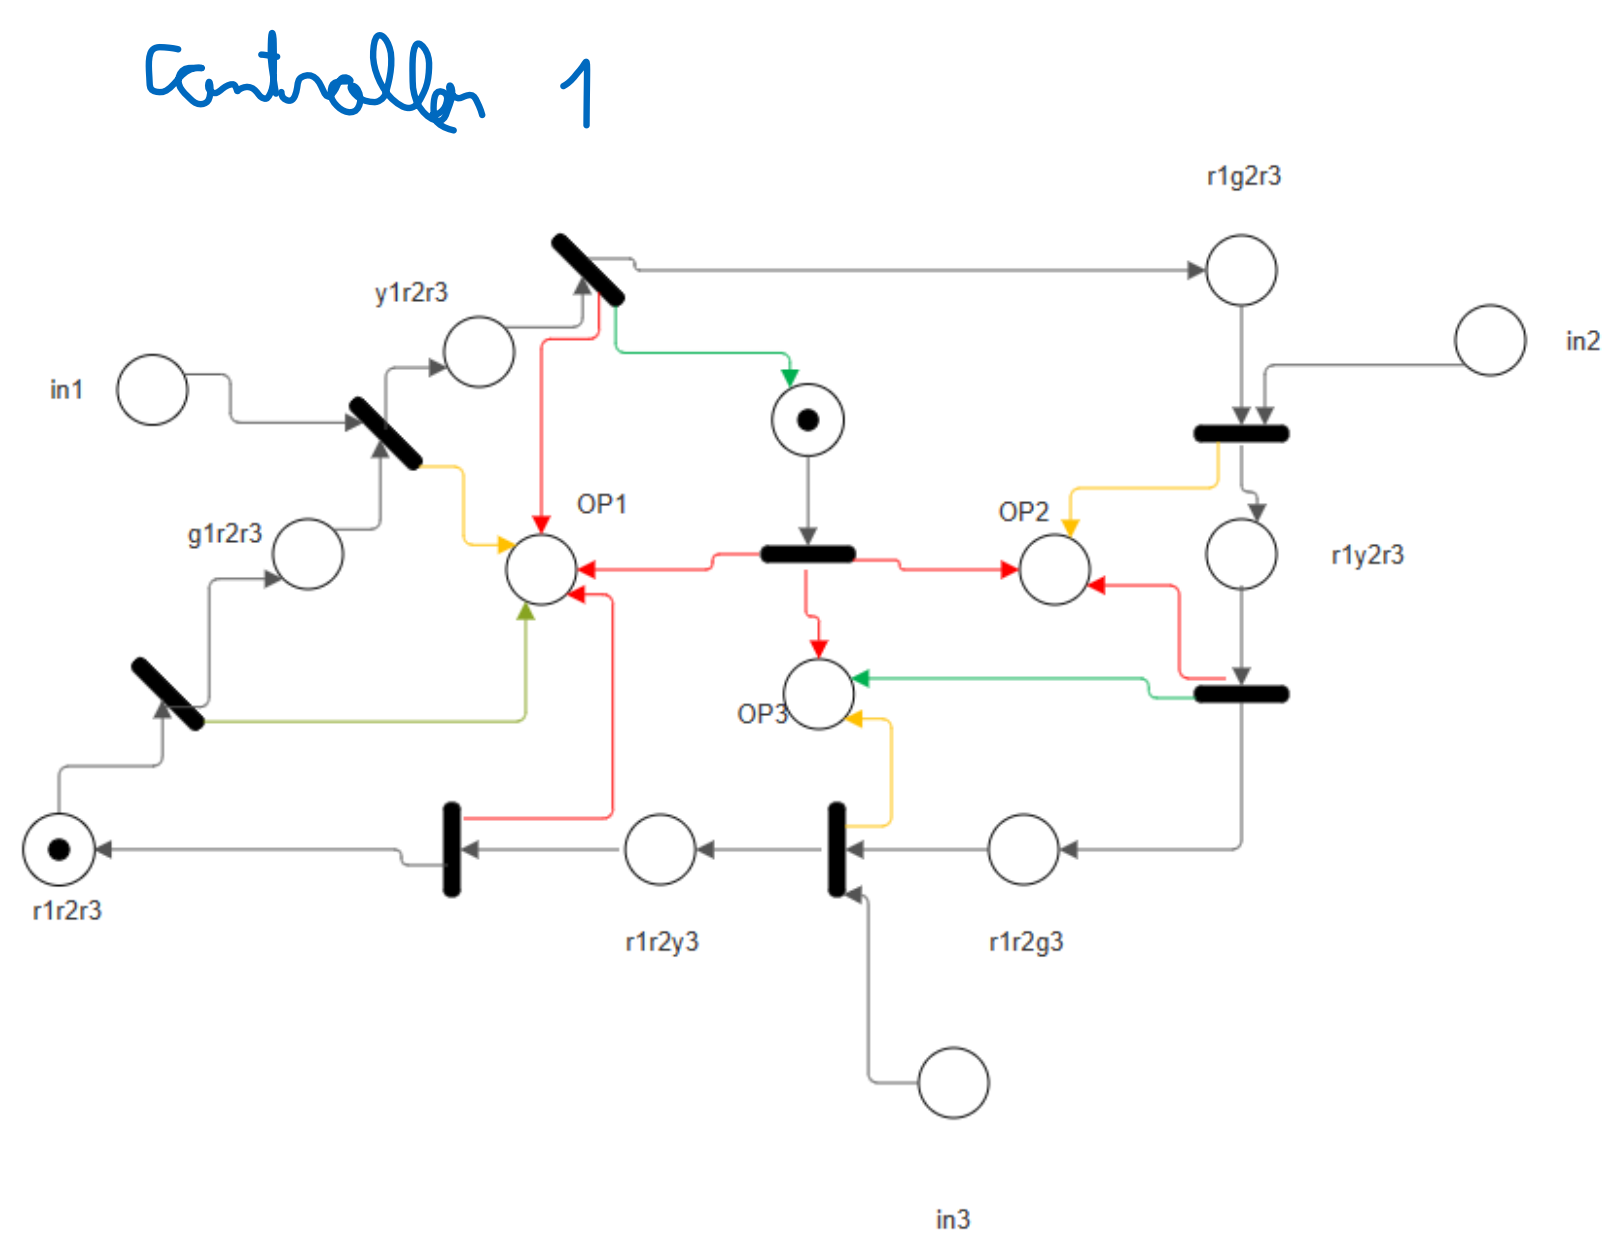 Controller 1
r1g2r3
y1r2r3
in2
in1
OP1
OP2
g1r2r3
r1y2r3
OP3
r1r2r3
r1r2y3
r1r2g3
in3